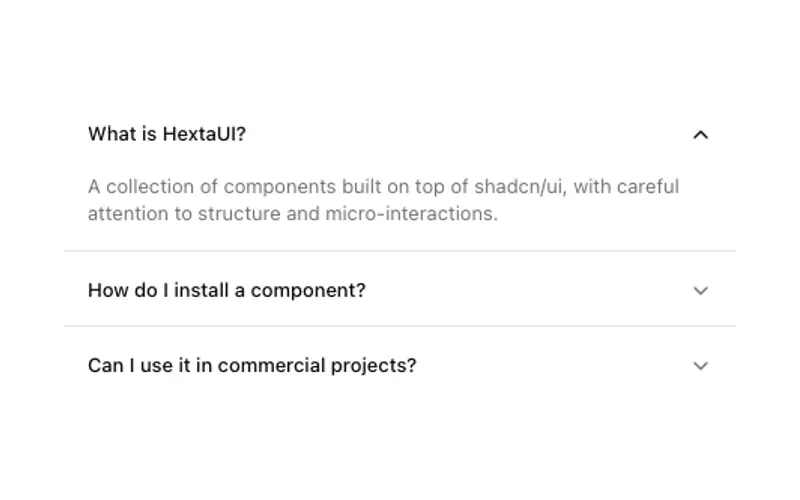 What is HextaUI?
A collection of components built on top of shadcn/ui, with careful
attention to structure and micro-interactions.
How do I install a component?
Can I use it in commercial projects?